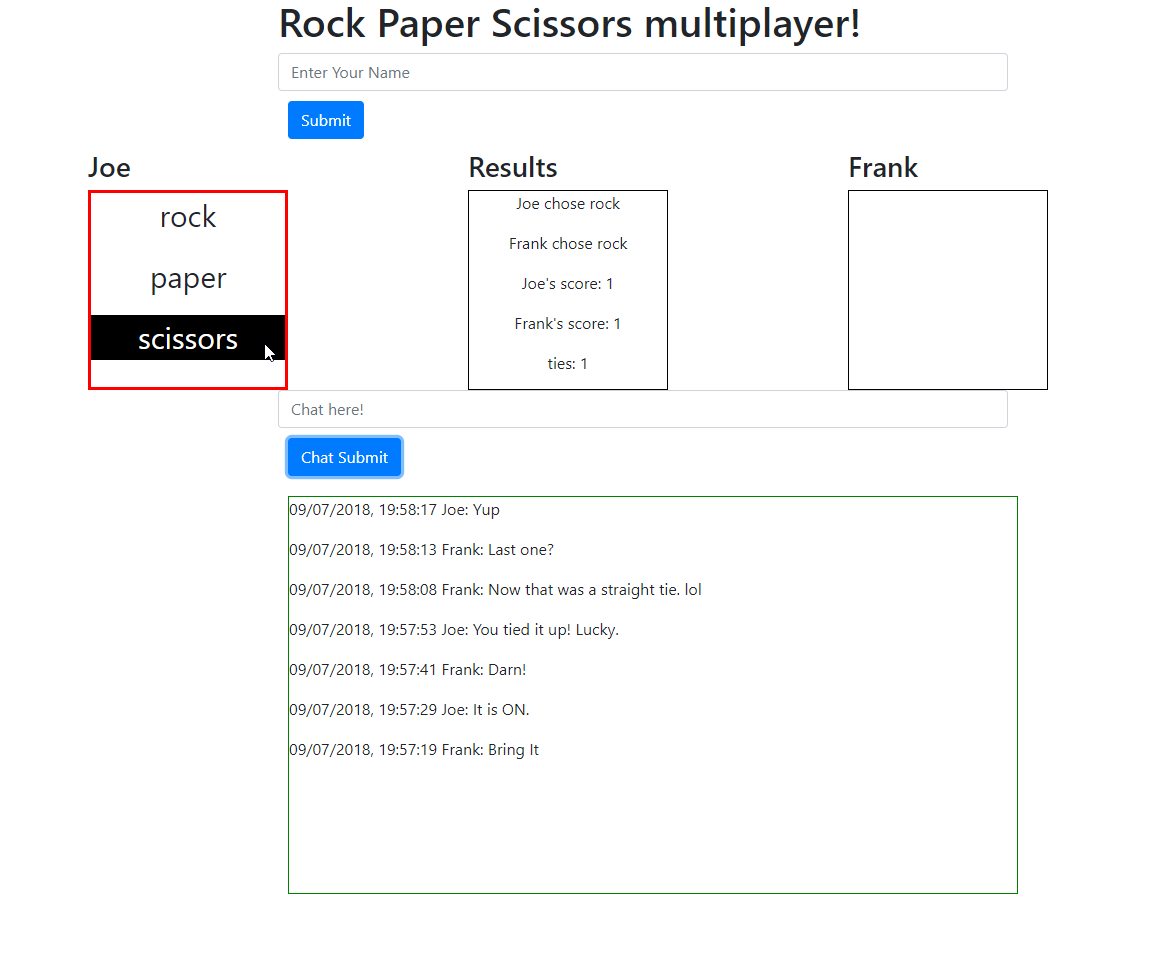 Rock Paper Scissors multiplayer!
Enter Your Name
Submit
Joe
rock
paper
scissors
Results
Joe chose rock
Frank chose rock
Joe's score: 1
Frank's score: 1
ties: 1
Frank
Chat here!
Chat Submit
09/07/2018, 19:58:17 Joe: Yup
09/07/2018, 19:58:13 Frank: Last one?
09/07/2018, 19:58:08 Frank: Now that was a straight tie. lol
09/07/2018, 19:57:53 Joe: You tied it up! Lucky.
09/07/2018, 19:57:41 Frank: Darn!
09/07/2018, 19:57:29 Joe: It is ON.
09/07/2018, 19:57:19 Frank: Bring It